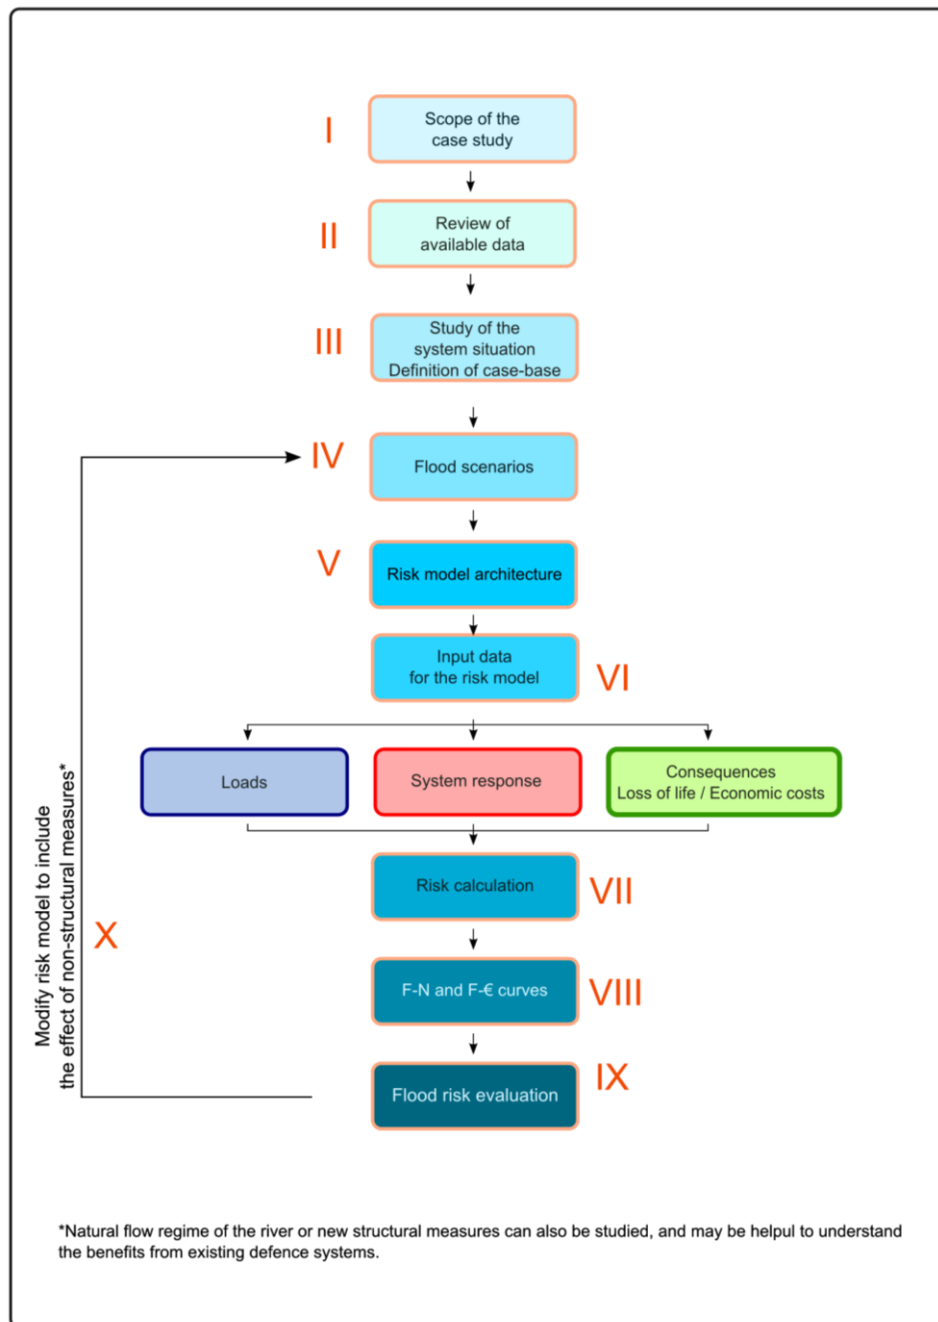 I
Scope of the
case study
II
Review of
available data
III
Study of the
system situation
Definition of case-base
IV
Flood scenarios
V
Risk model architecture
Input data
for the risk model
VI
Loads
System response
Consequences
Loss of life / Economic costs
Risk calculation
VII
F-N and F-€ curves
VIII
Flood risk evaluation
IX
X
Modify risk model to include
the effect of non-structural measures*
*Natural flow regime of the river or new structural measures can also be studied, and may be helpul to understand
the benefits from existing defence systems.